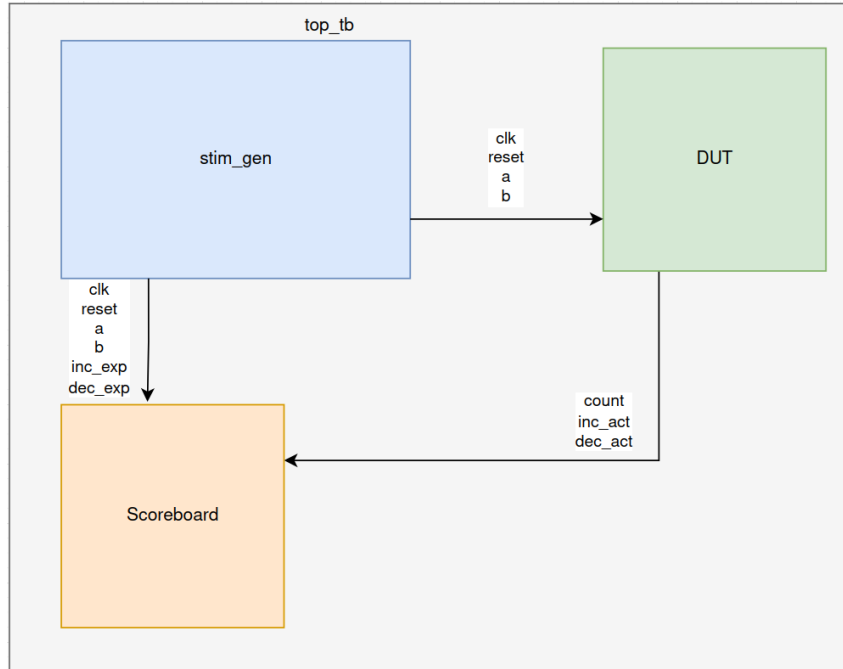 top_tb
stim_gen
clk
reset
a
b
DUT
clk
reset
a
b
inc_exp
dec_exp
count
inc_act
dec_act
Scoreboard